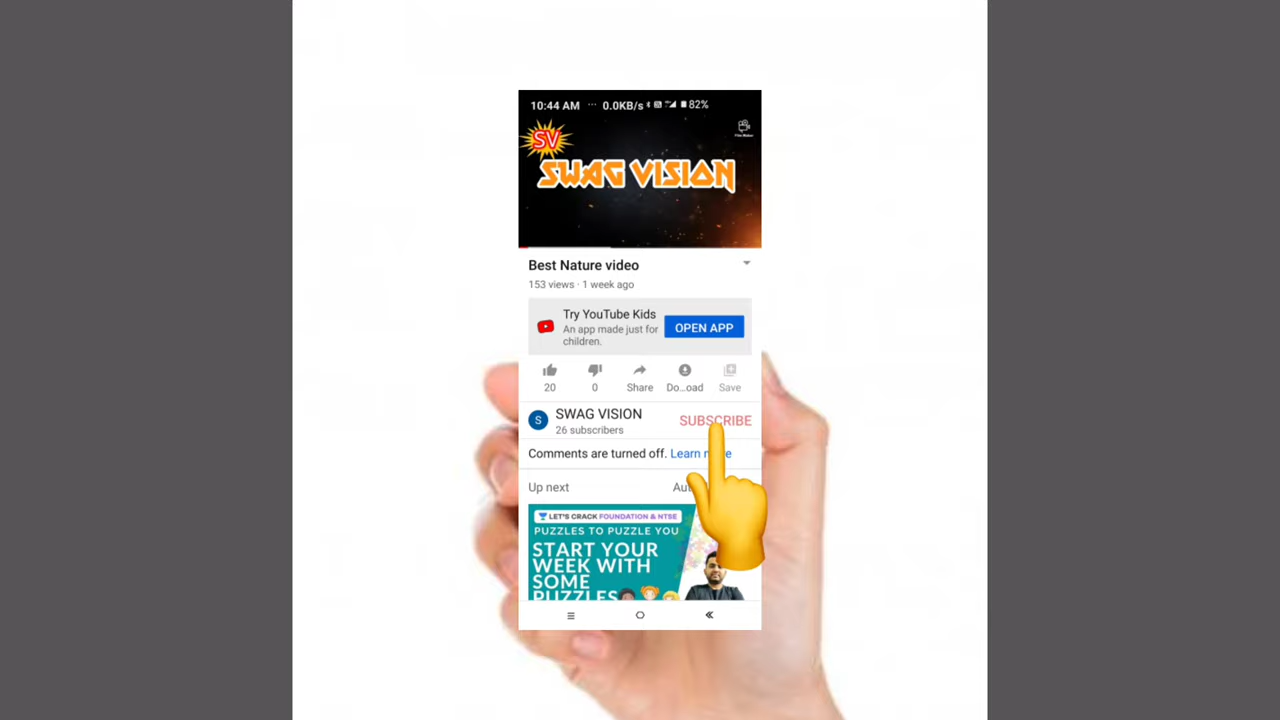 10:44 AM ··· 0.0KB/s 82%
SV
SWAG VISION
Best Nature video
153 views · 1 week ago
Try YouTube Kids
An app made just for
children.
OPEN APP
20
0
Share
Do...oad
Save
S
SWAG VISION
26 subscribers
SUBSCRIBE
Comments are turned off. Learn
Up next
LET'S CRACK FOUNDATION & NTSE
PUZZLES TO PUZZLE YOU
START YOUR
WEEK WITH
SOME
PUZZLES